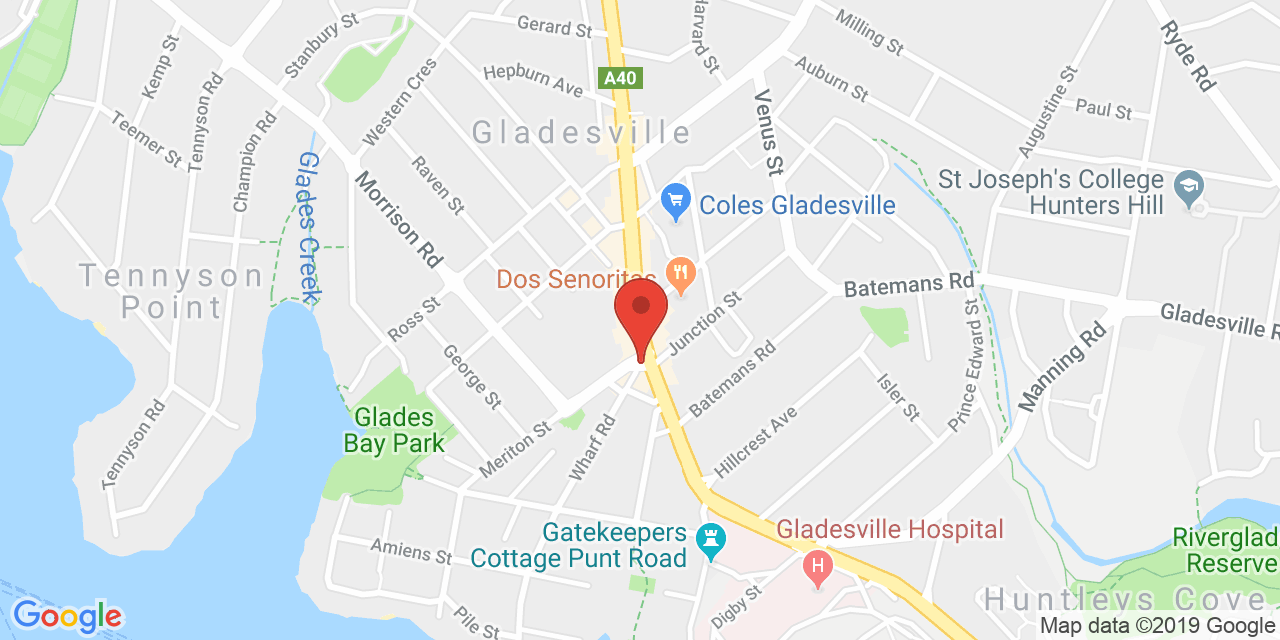 Gerard St
Stanbury St
Kemp St
Harvard St
Milling St
Ryde Rd
A40
Hepburn Ave
Auburn St
Venus St
Augustine St
Paul St
Tennyson Rd
Western Cres
Teemer St
Champion Rd
Gladesville
Raven St
Glades Creek
Morrison Rd
Coles Gladesville
St Joseph's College
Hunters Hill
Tennyson
Point
Dos Senoritas
Batemans Rd
Ross St
Junction St
Gladesville R
Prince Edward St
Manning Rd
George St
Batemans Rd
Isler St
Glades
Bay Park
Tennyson Rd
Meriton St
Wharf Rd
Hillcrest Ave
Gatekeepers
Cottage Punt Road
Gladesville Hospital
H
Riverglad
Reserve
Amiens St
Digby St
Pile St
Huntleys Cove
Google
Map data ©2019 Google